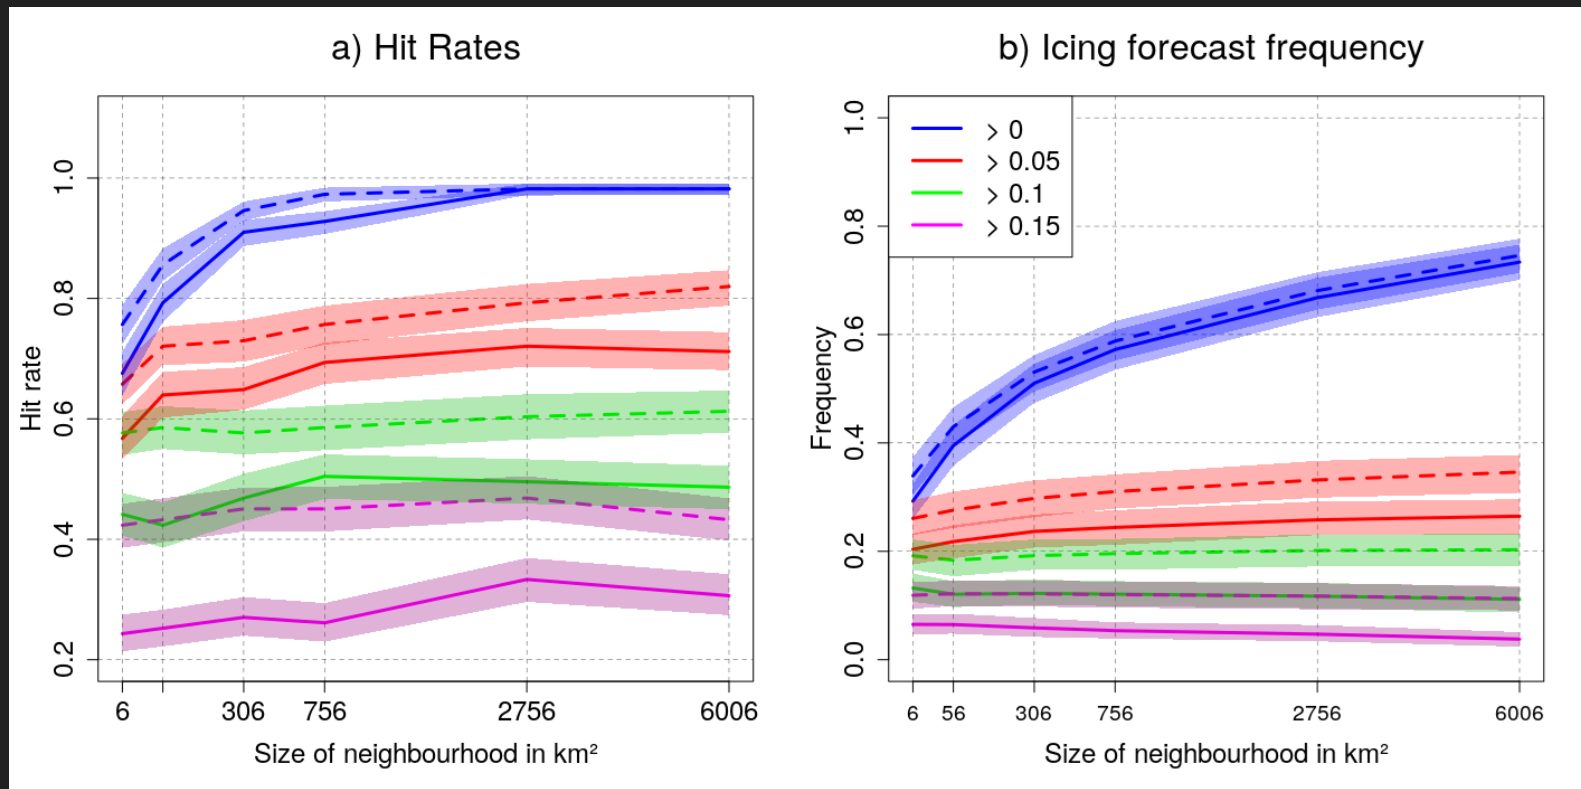 a) Hit Rates
Hit rate
1.0
0.8
0.6
0.4
0.2
6 306 756 2756 6006
Size of neighbourhood in km²
b) Icing forecast frequency
Frequency
1.0
0.8
0.6
0.4
0.2
0.0
> 0
> 0.05
> 0.1
> 0.15
6 56 306 756 2756 6006
Size of neighbourhood in km²